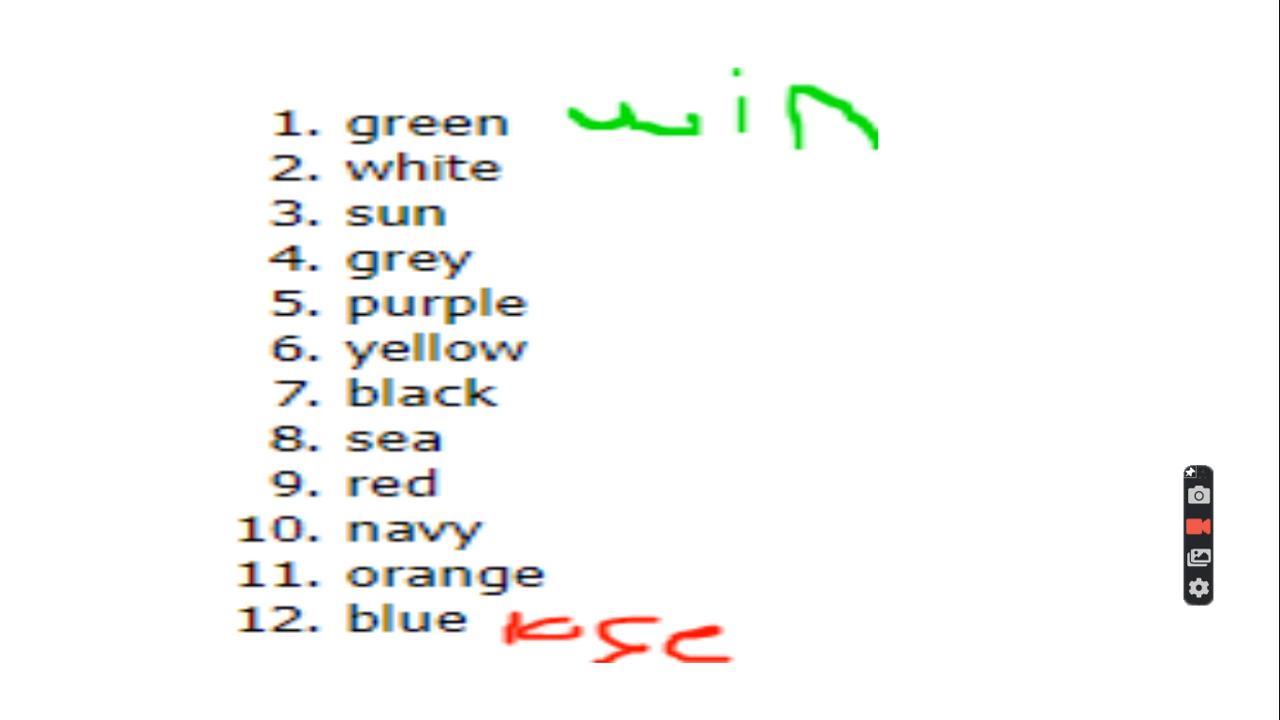 1. green win
2. white
3. sun
4. grey
5. purple
6. yellow
7. black
8. sea
9. red
10. navy
11. orange
12. blue